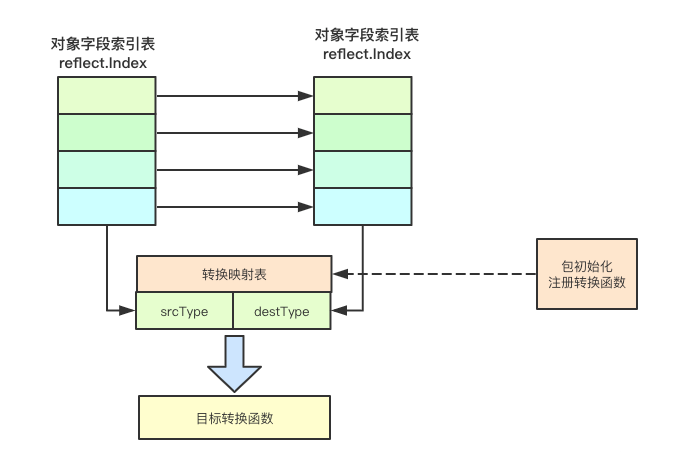 对象字段索引表
reflect.Index
对象字段索引表
reflect.Index
转换映射表
srcType
destType
包初始化
注册转换函数
目标转换函数